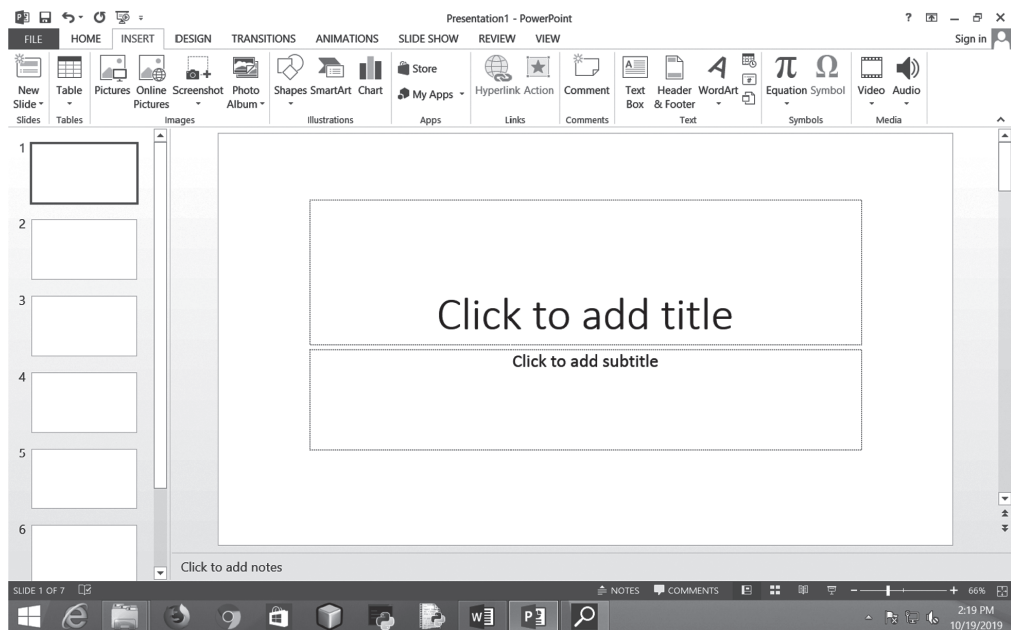 Presentation1 - PowerPoint
?
Sign in
FILE HOME INSERT DESIGN TRANSITIONS ANIMATIONS SLIDE SHOW REVIEW VIEW
New Slide
Table
Pictures
Online Pictures
Screenshot
Photo Album
Shapes
SmartArt
Chart
Store
My Apps
Hyperlink
Action
Comment
Text Box
Header & Footer
WordArt
Equation
Symbol
Video
Audio
Slides Tables Images Illustrations Apps Links Comments Text Symbols Media
1
2
3
4
5
6
Click to add title
Click to add subtitle
Click to add notes
SLIDE 1 OF 7 NOTES COMMENTS 66%
2:19 PM
10/19/2019